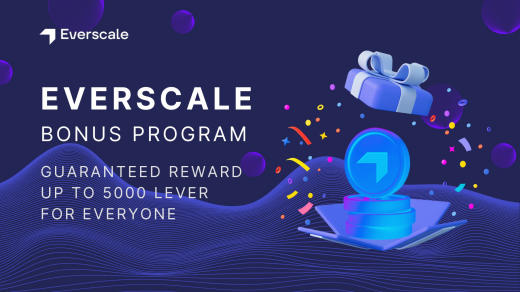 Everscale
EVERSCALE
BONUS PROGRAM
GUARANTEED REWARD
UP TO 5000 LEVER
FOR EVERYONE